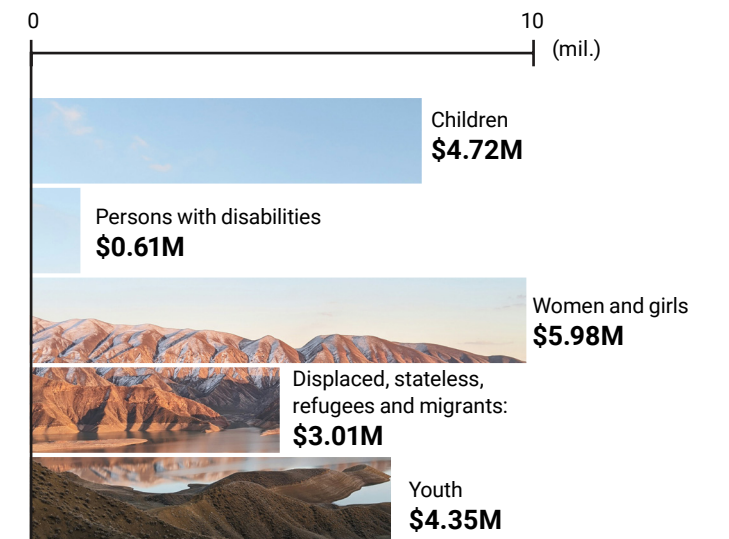 0 10
(mil.)
Children
$4.72M
Persons with disabilities
$0.61M
Women and girls
$5.98M
Displaced, stateless,
refugees and migrants:
$3.01M
Youth
$4.35M